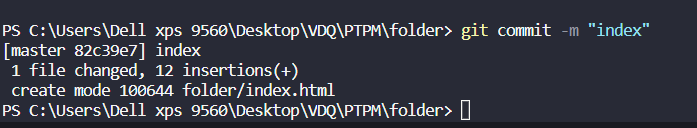 PS C:\Users\Dell xps 9560\Desktop\VDQ\PTPM\folder> git commit -m "index"
[master 82c39e7] index
 1 file changed, 12 insertions(+)
 create mode 100644 folder/index.html
PS C:\Users\Dell xps 9560\Desktop\VDQ\PTPM\folder>